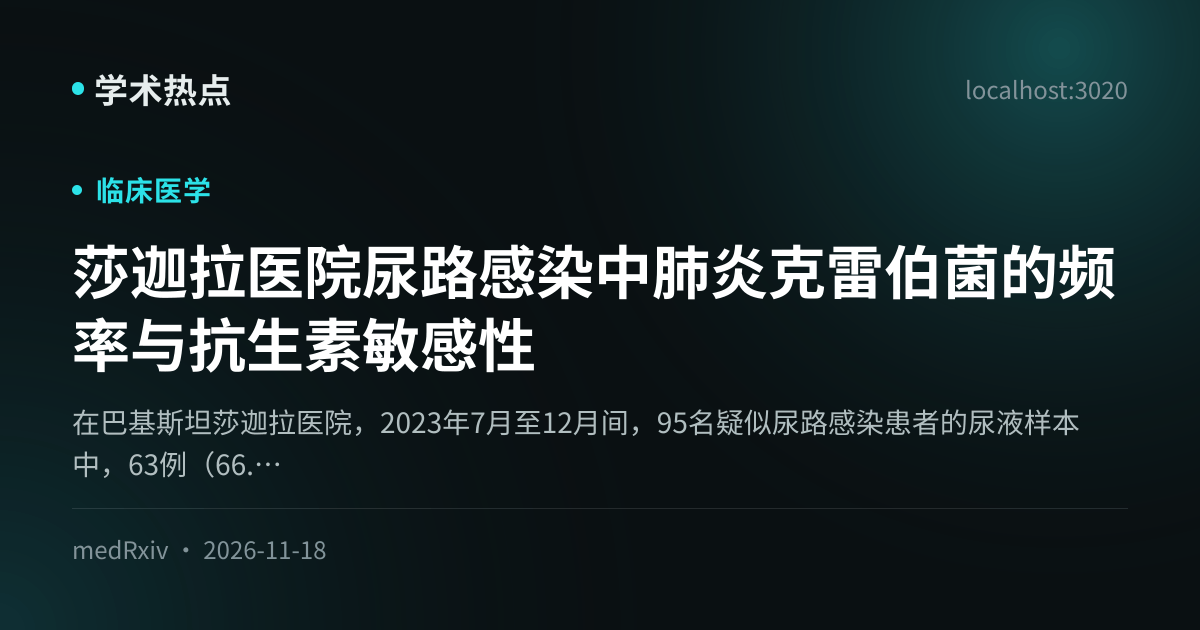 学术热点
localhost:3020
临床医学
莎迦拉医院尿路感染中肺炎克雷伯菌的频
率与抗生素敏感性
在巴基斯坦莎迦拉医院，2023年7月至12月间，95名疑似尿路感染患者的尿液样本
中，63例（66.…
medRxiv · 2026-11-18